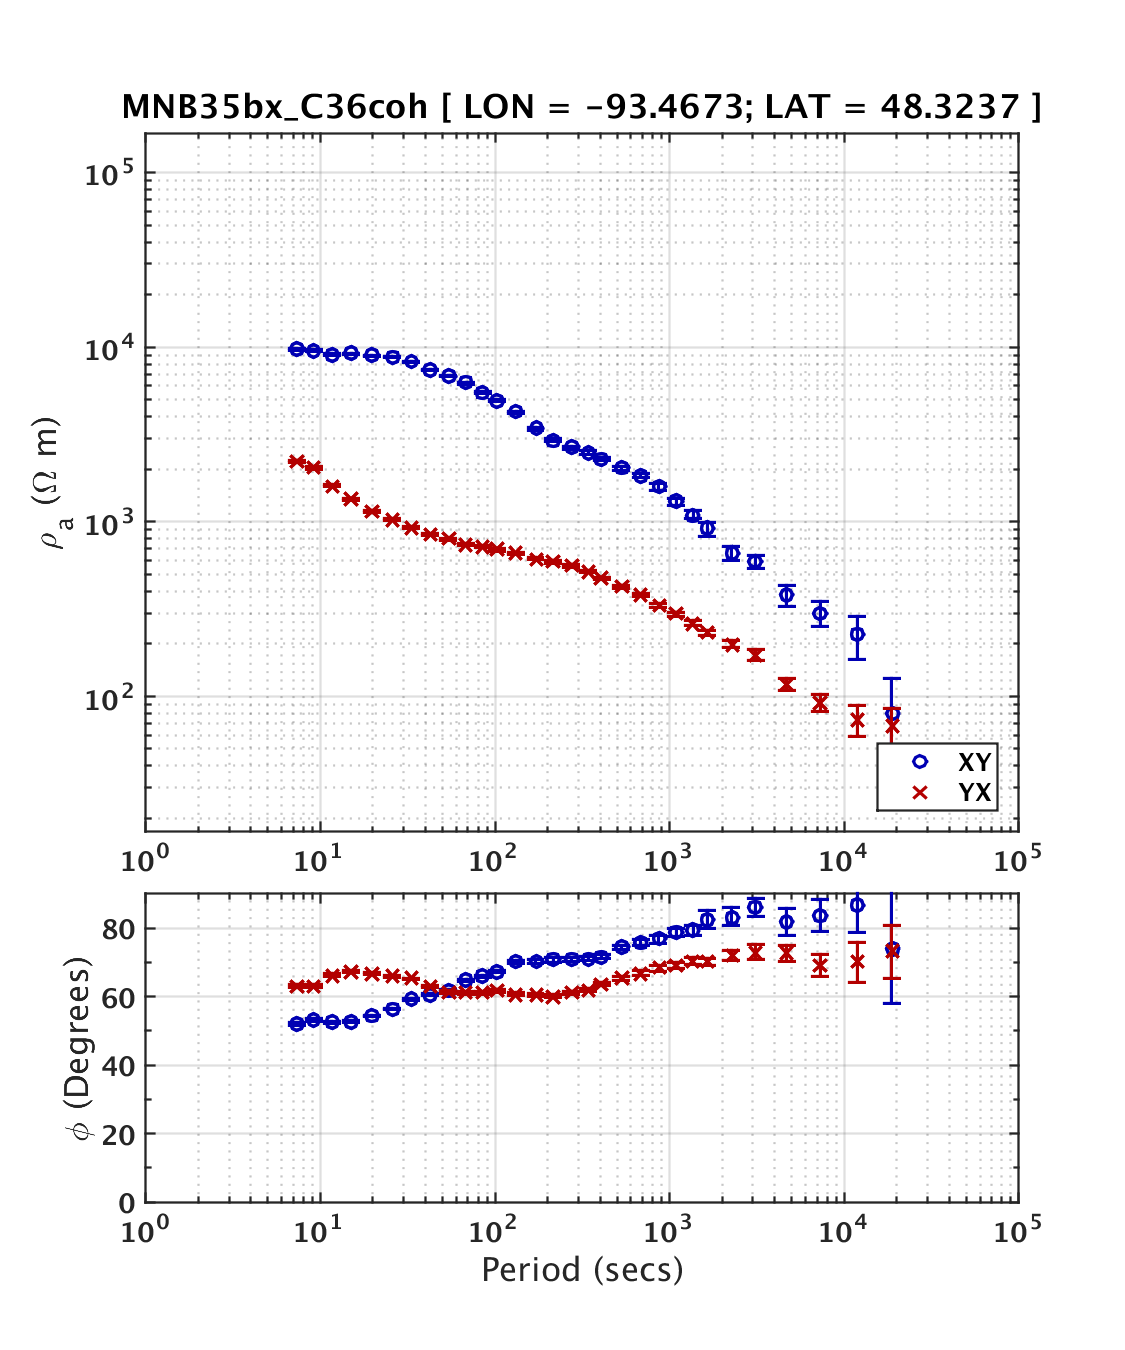 MNB35bx_C36coh [ LON = -93.4673; LAT = 48.3237 ]
10^5
10^4
10^3
10^2
ρ_a (Ω m)
XY
YX
10^0 10^1 10^2 10^3 10^4 10^5
80
60
40
20
0
ϕ (Degrees)
10^0 10^1 10^2 10^3 10^4 10^5
Period (secs)